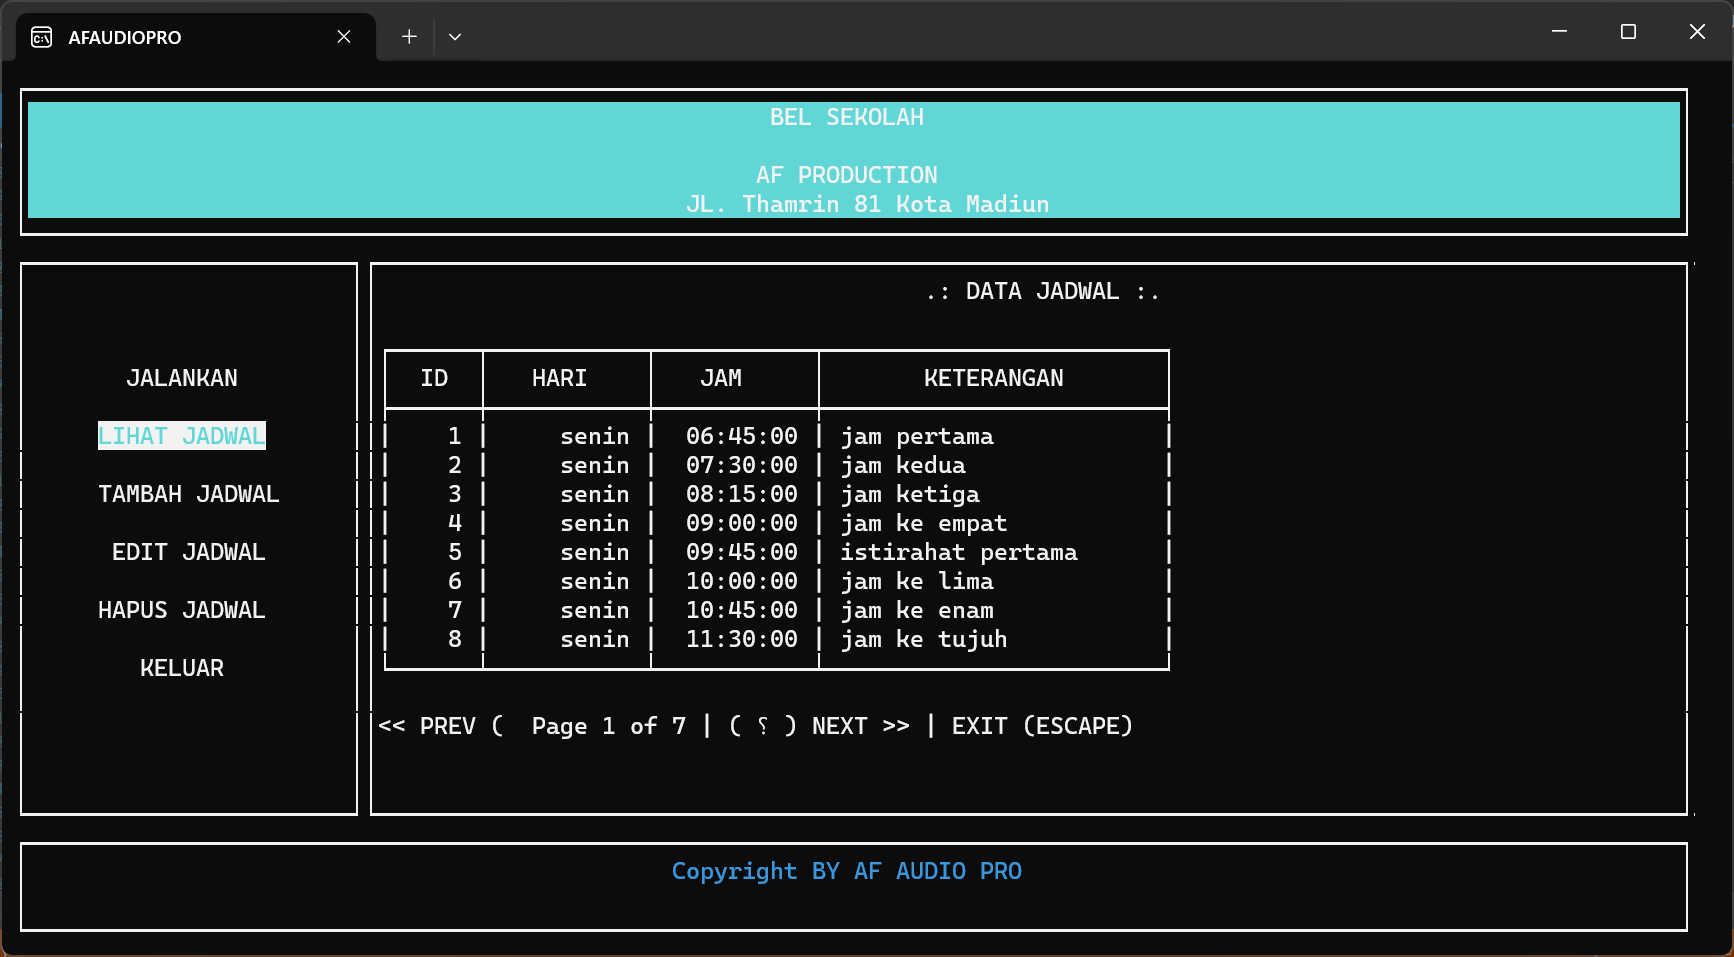 AFAUDIOPRO
BEL SEKOLAH
AF PRODUCTION
JL. Thamrin 81 Kota Madiun
JALANKAN
LIHAT JADWAL
TAMBAH JADWAL
EDIT JADWAL
HAPUS JADWAL
KELUAR
.: DATA JADWAL :.
ID HARI JAM KETERANGAN
1 senin 06:45:00 jam pertama
2 senin 07:30:00 jam kedua
3 senin 08:15:00 jam ketiga
4 senin 09:00:00 jam ke empat
5 senin 09:45:00 istirahat pertama
6 senin 10:00:00 jam ke lima
7 senin 10:45:00 jam ke enam
8 senin 11:30:00 jam ke tujuh
<< PREV (  Page 1 of 7 | ( ⸮ ) NEXT >> | EXIT (ESCAPE)
Copyright BY AF AUDIO PRO